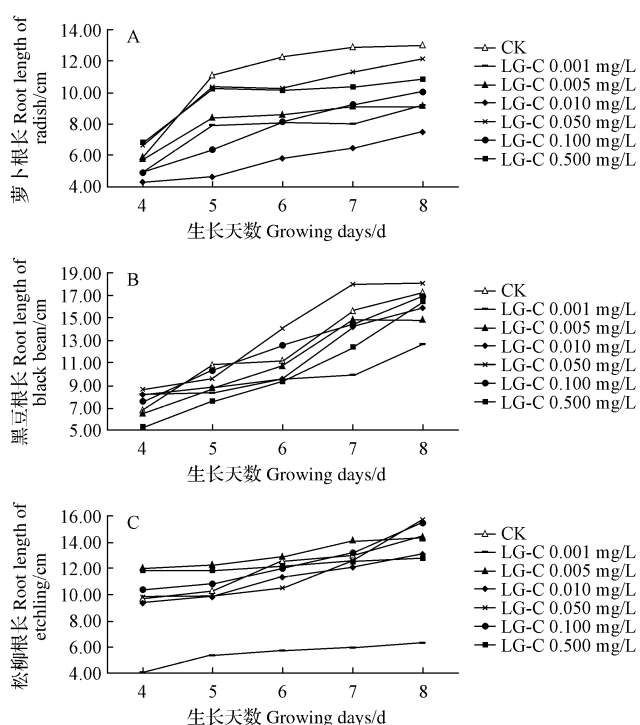 萝卜根长 Root length of
radish/cm
A
14.00
12.00
10.00
8.00
6.00
4.00
4 5 6 7 8
生长天数 Growing days/d
CK
LG-C 0.001 mg/L
LG-C 0.005 mg/L
LG-C 0.010 mg/L
LG-C 0.050 mg/L
LG-C 0.100 mg/L
LG-C 0.500 mg/L
黑豆根长 Root length of
black bean/cm
B
19.00
17.00
15.00
13.00
11.00
9.00
7.00
5.00
4 5 6 7 8
生长天数 Growing days/d
CK
LG-C 0.001 mg/L
LG-C 0.005 mg/L
LG-C 0.010 mg/L
LG-C 0.050 mg/L
LG-C 0.100 mg/L
LG-C 0.500 mg/L
松柳根长 Root length of
etchling/cm
C
16.00
14.00
12.00
10.00
8.00
6.00
4.00
4 5 6 7 8
生长天数 Growing days/d
CK
LG-C 0.001 mg/L
LG-C 0.005 mg/L
LG-C 0.010 mg/L
LG-C 0.050 mg/L
LG-C 0.100 mg/L
LG-C 0.500 mg/L